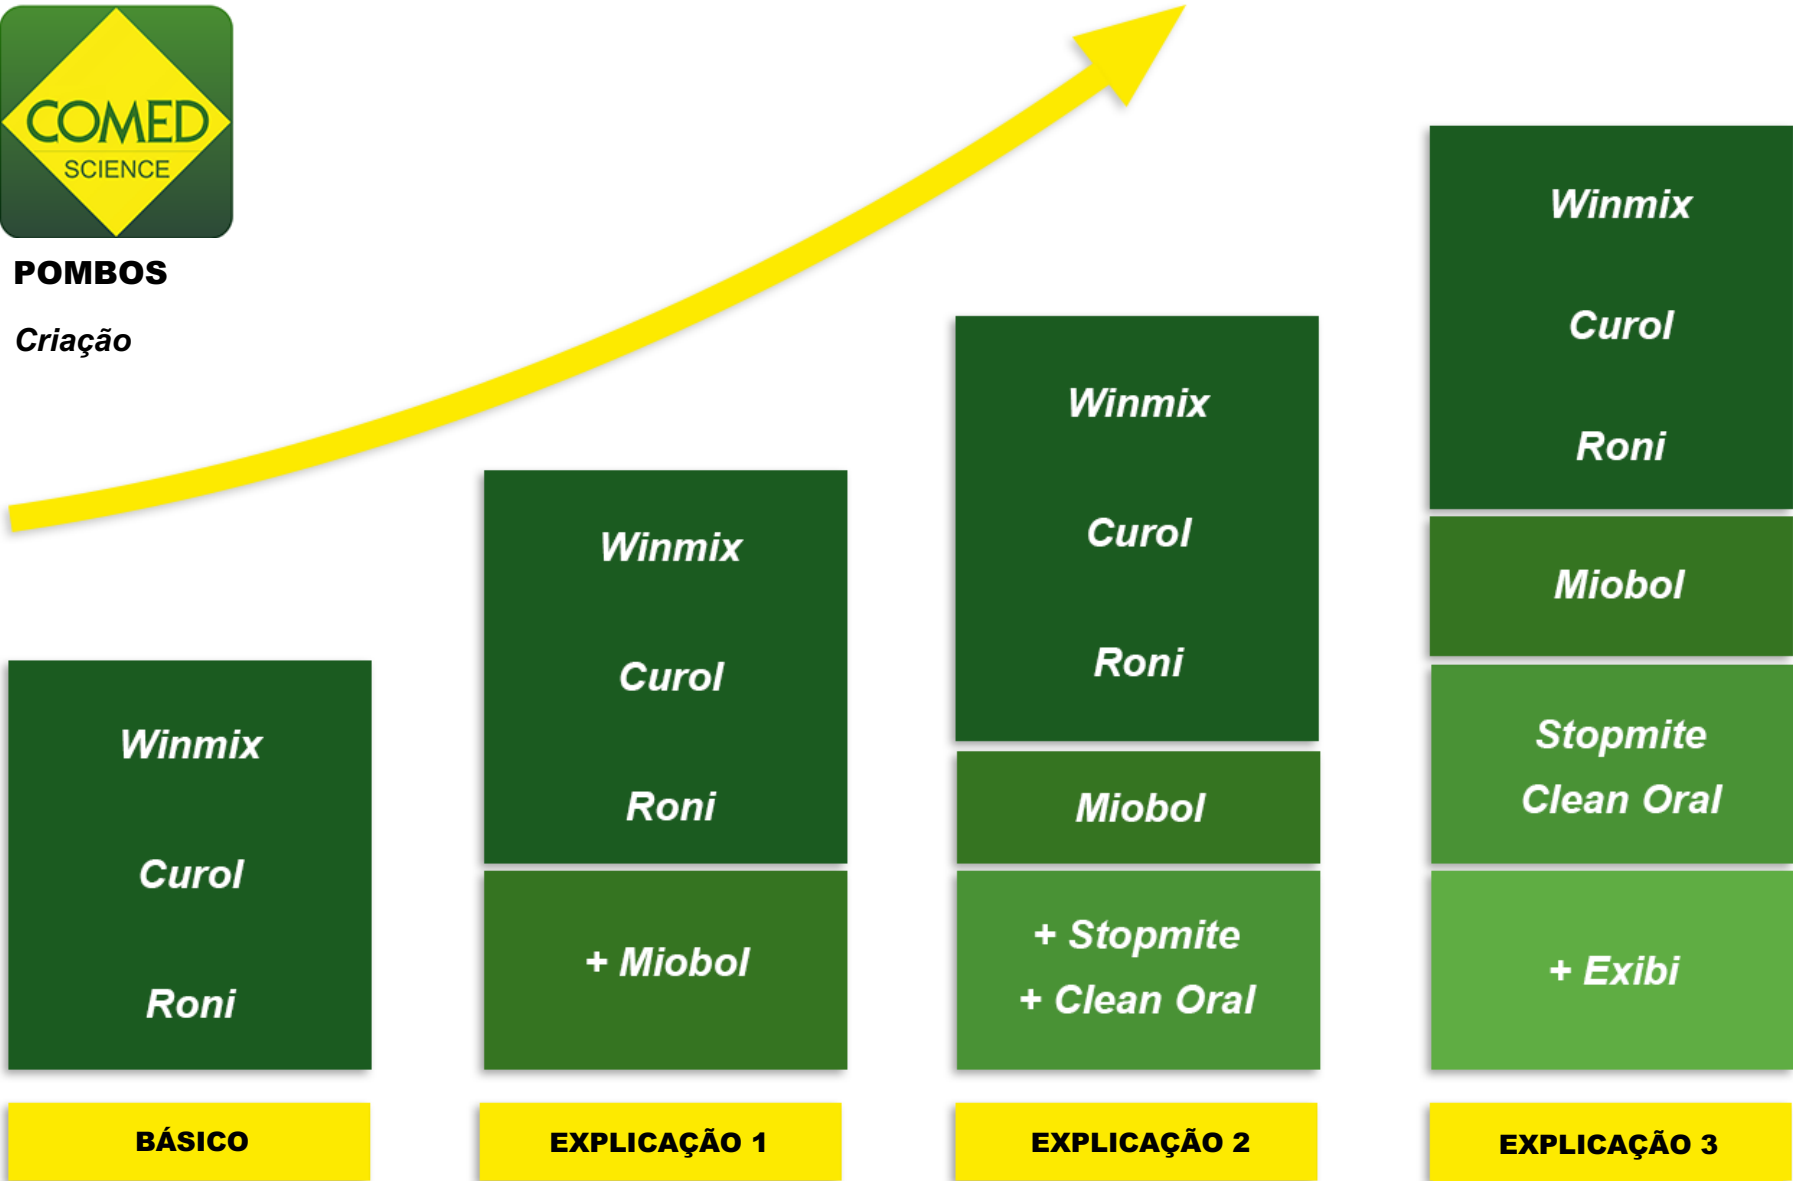 COMED
SCIENCE
POMBOS
Criação
Winmix
Curol
Roni
BÁSICO
Winmix
Curol
Roni
+ Miobol
EXPLICAÇÃO 1
Winmix
Curol
Roni
Miobol
+ Stopmite
+ Clean Oral
EXPLICAÇÃO 2
Winmix
Curol
Roni
Miobol
Stopmite
Clean Oral
+ Exibi
EXPLICAÇÃO 3